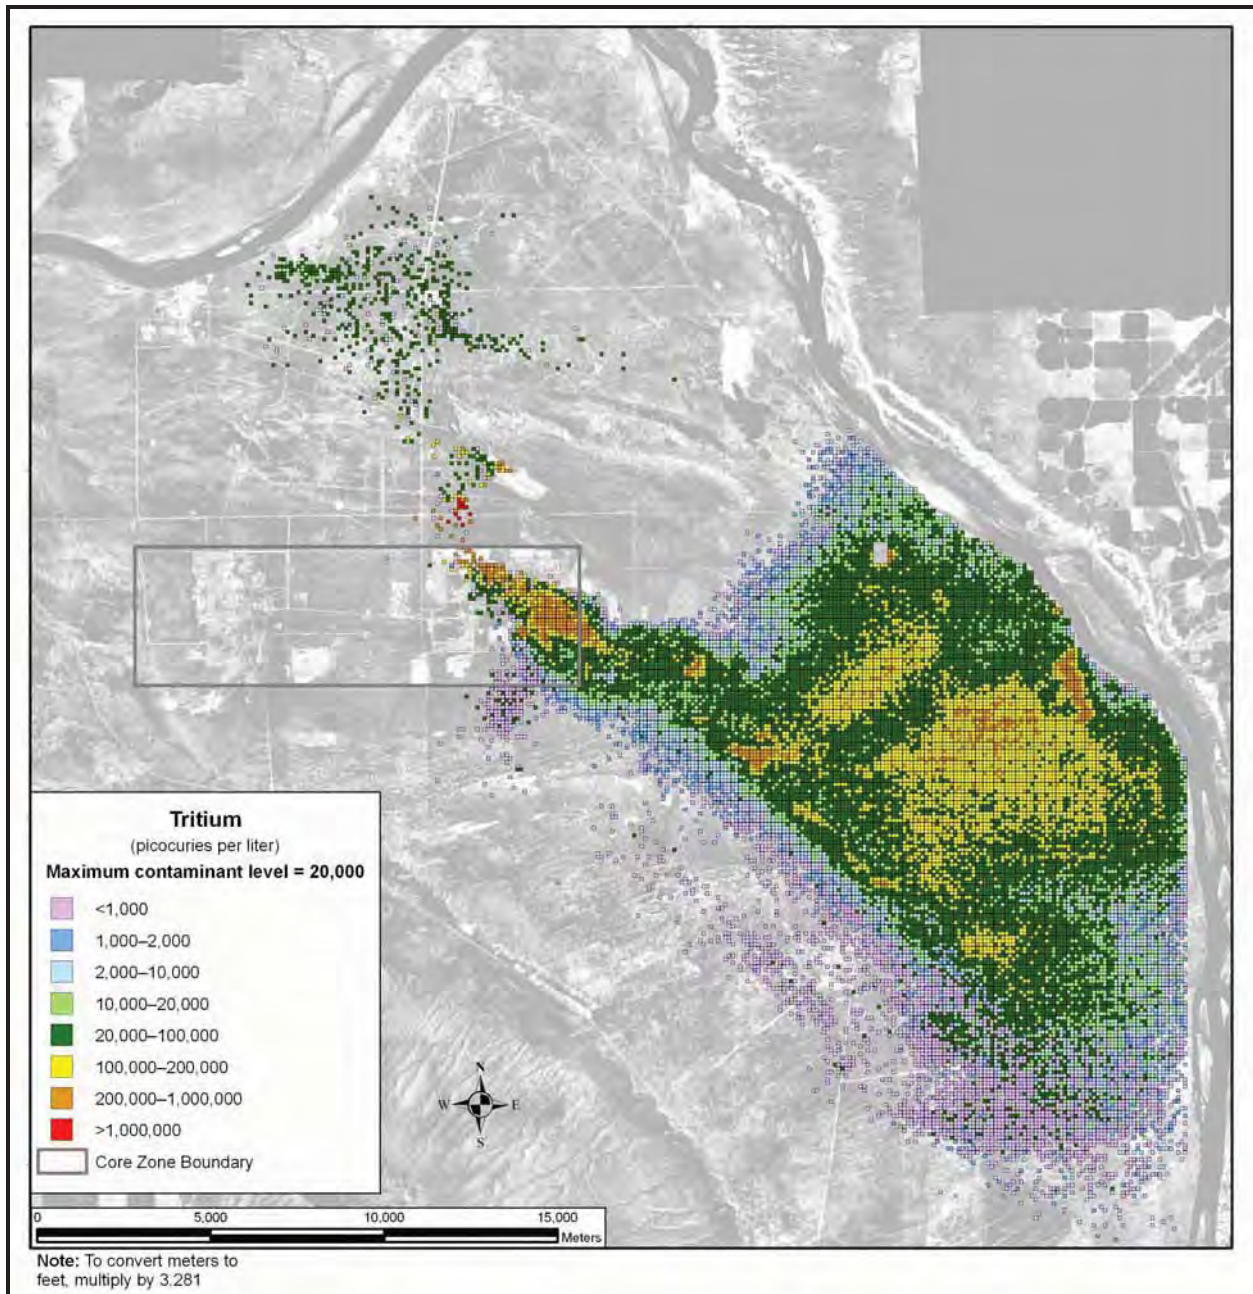 Tritium
(picocuries per liter)
Maximum contaminant level = 20,000
<1,000
1,000–2,000
2,000–10,000
10,000–20,000
20,000–100,000
100,000–200,000
200,000–1,000,000
>1,000,000
Core Zone Boundary
N
W E
S
0 5,000 10,000 15,000
Meters
Note: To convert meters to
feet, multiply by 3.281